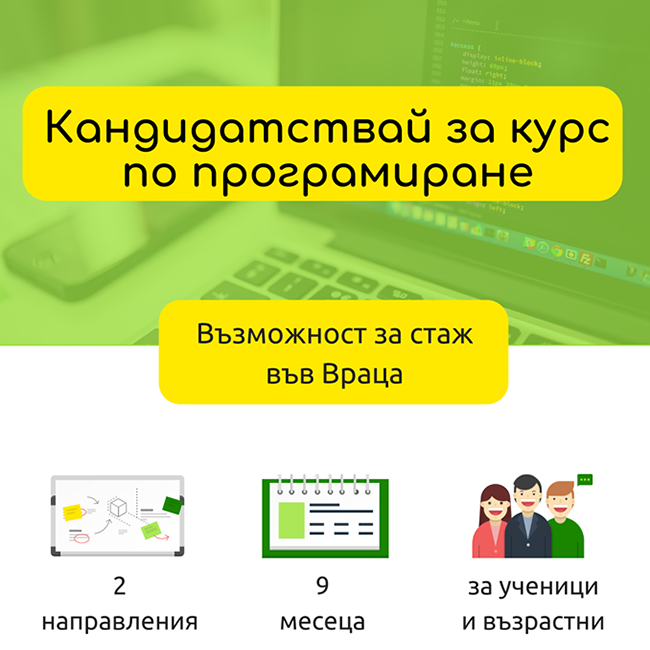 Кандидатствай за курс
по програмиране
Възможност за стаж
във Враца
2
направления
9
месеца
за ученици
и възрастни